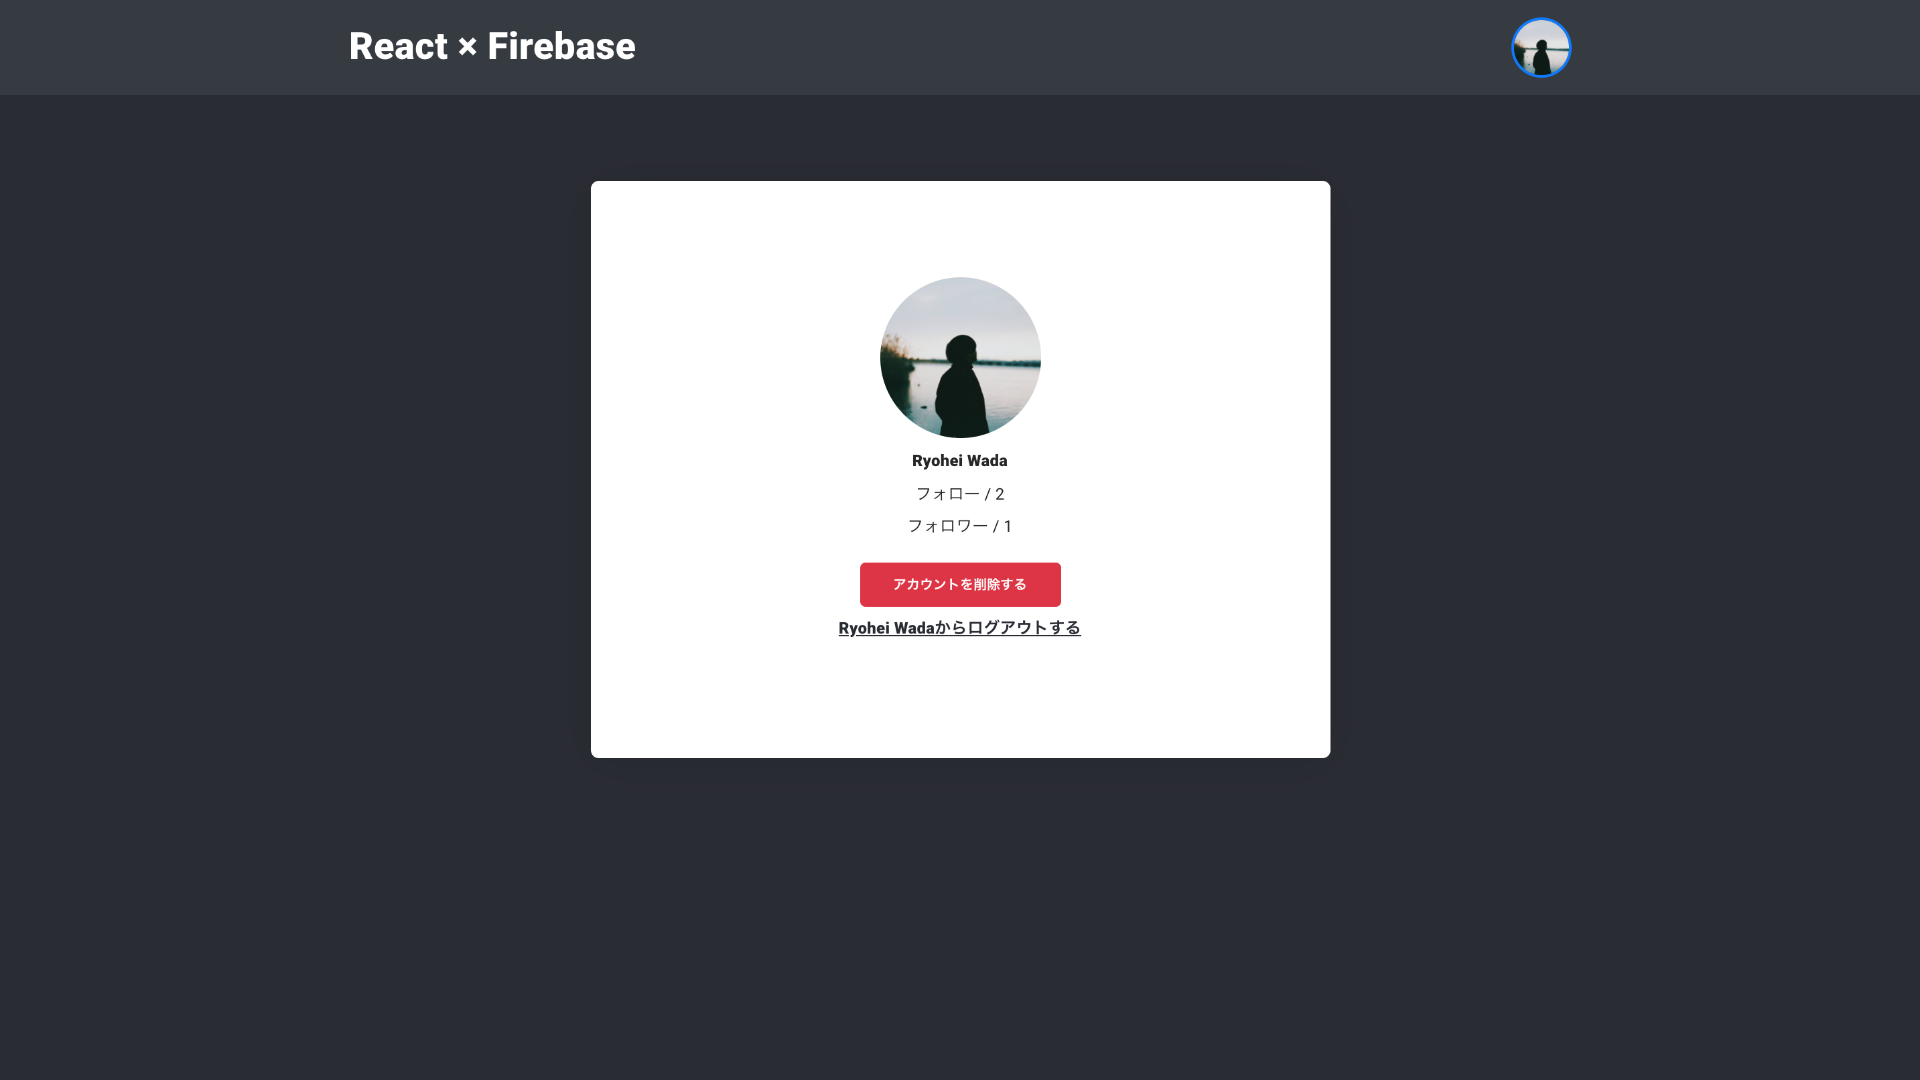 React × Firebase
Ryohei Wada
フォロー / 2
フォロワー / 1
アカウントを削除する
Ryohei Wadaからログアウトする